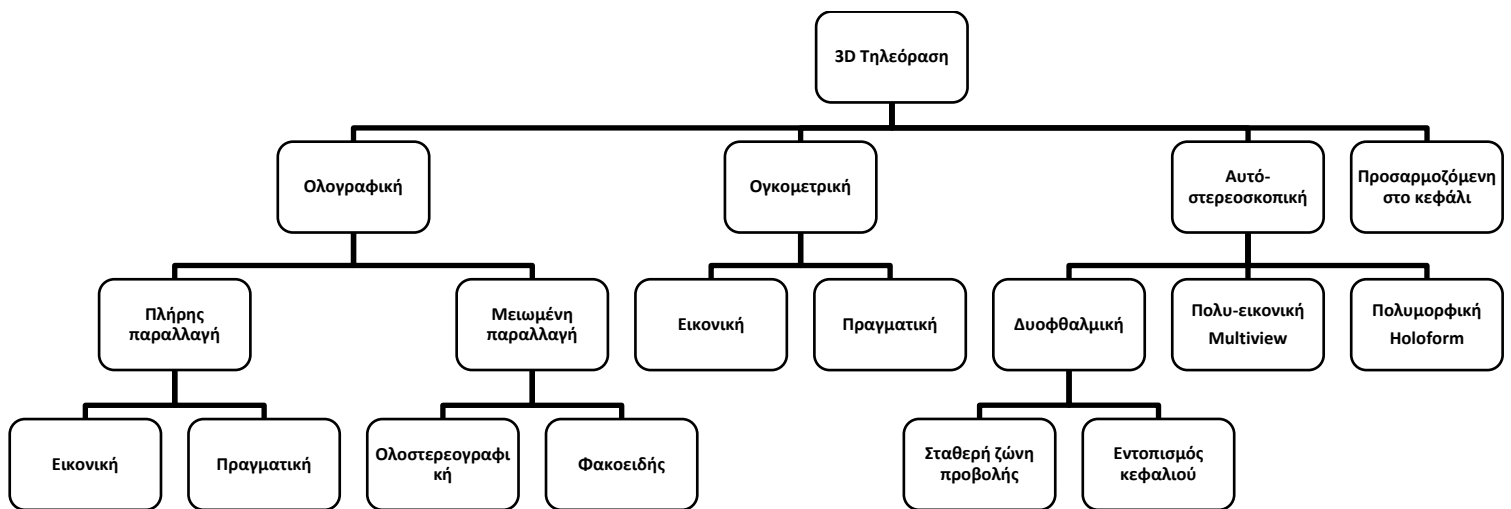 3D Τηλεόραση
Ολογραφική
Ογκομετρική
Αυτό-
στερεοσκοπική
Προσαρμοζόμενη
στο κεφάλι
Πλήρης
παραλλαγή
Μειωμένη
παραλλαγή
Εικονική
Πραγματική
Δυοφθαλμική
Πολυ-εικονική
Multiview
Πολυμορφική
Holoform
Εικονική
Πραγματική
Ολοστερεογραφι
κή
Φακοειδής
Σταθερή ζώνη
προβολής
Εντοπισμός
κεφαλιού